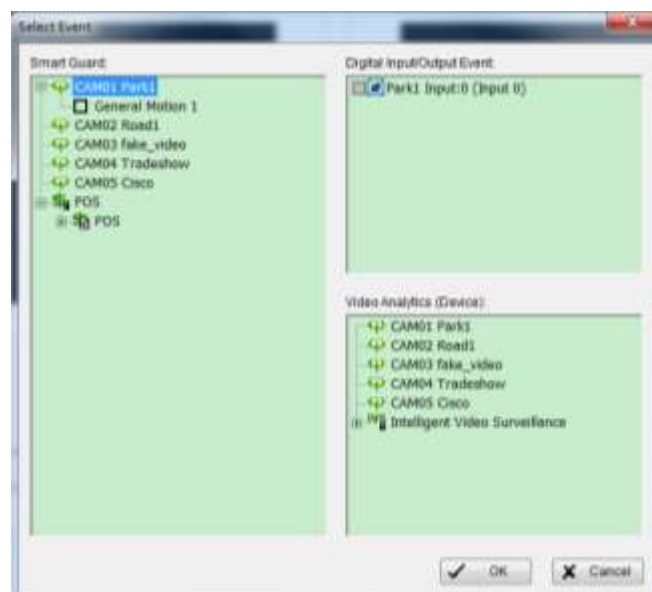 Select Event
Smart Guard:
CAM01 Park1
General Motion 1
CAM02 Road1
CAM03 fake_video
CAM04 Tradeshow
CAM05 Cisco
POS
POS
Digital Input/Output Event:
Park1 Input:0 (Input 0)
Video Analytics (Device):
CAM01 Park1
CAM02 Road1
CAM03 fake_video
CAM04 Tradeshow
CAM05 Cisco
Intelligent Video Surveillance
OK
Cancel